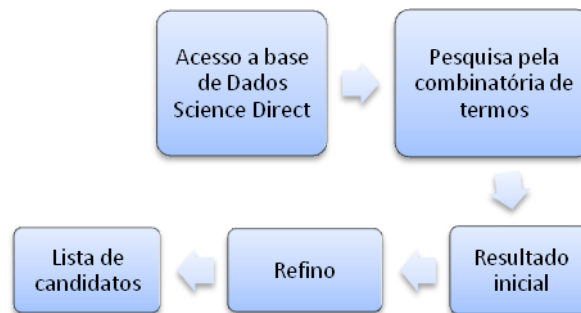 Acesso a base
de Dados
Science Direct
Pesquisa pela
combinatória de
termos
Resultado
inicial
Refino
Lista de
candidatos